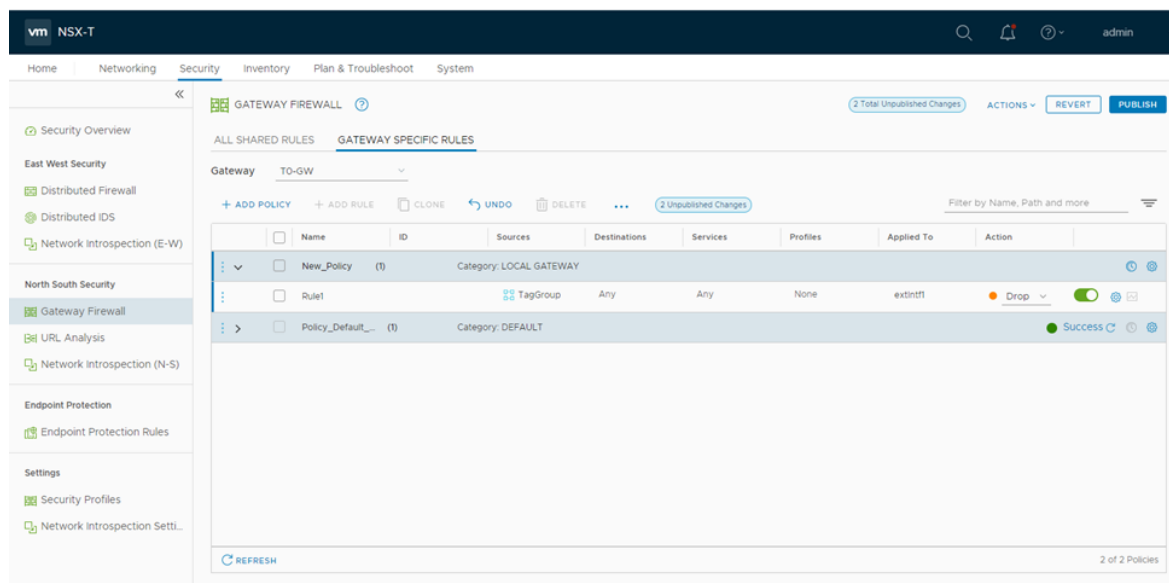 vm NSX-T admin
Home Networking Security Inventory Plan & Troubleshoot System
GATEWAY FIREWALL 2 Total Unpublished Changes ACTIONS REVERT PUBLISH
ALL SHARED RULES GATEWAY SPECIFIC RULES
Gateway T0-GW
+ ADD POLICY + ADD RULE CLONE UNDO DELETE ... 2 Unpublished Changes Filter by Name, Path and more
Name ID Sources Destinations Services Profiles Applied To Action
New_Policy (1) Category: LOCAL GATEWAY
Rule1 TagGroup Any Any None extintf1 Drop
Policy_Default_... (1) Category: DEFAULT Success
REFRESH 2 of 2 Policies
Security Overview
East West Security
Distributed Firewall
Distributed IDS
Network Introspection (E-W)
North South Security
Gateway Firewall
URL Analysis
Network Introspection (N-S)
Endpoint Protection
Endpoint Protection Rules
Settings
Security Profiles
Network Introspection Setti...